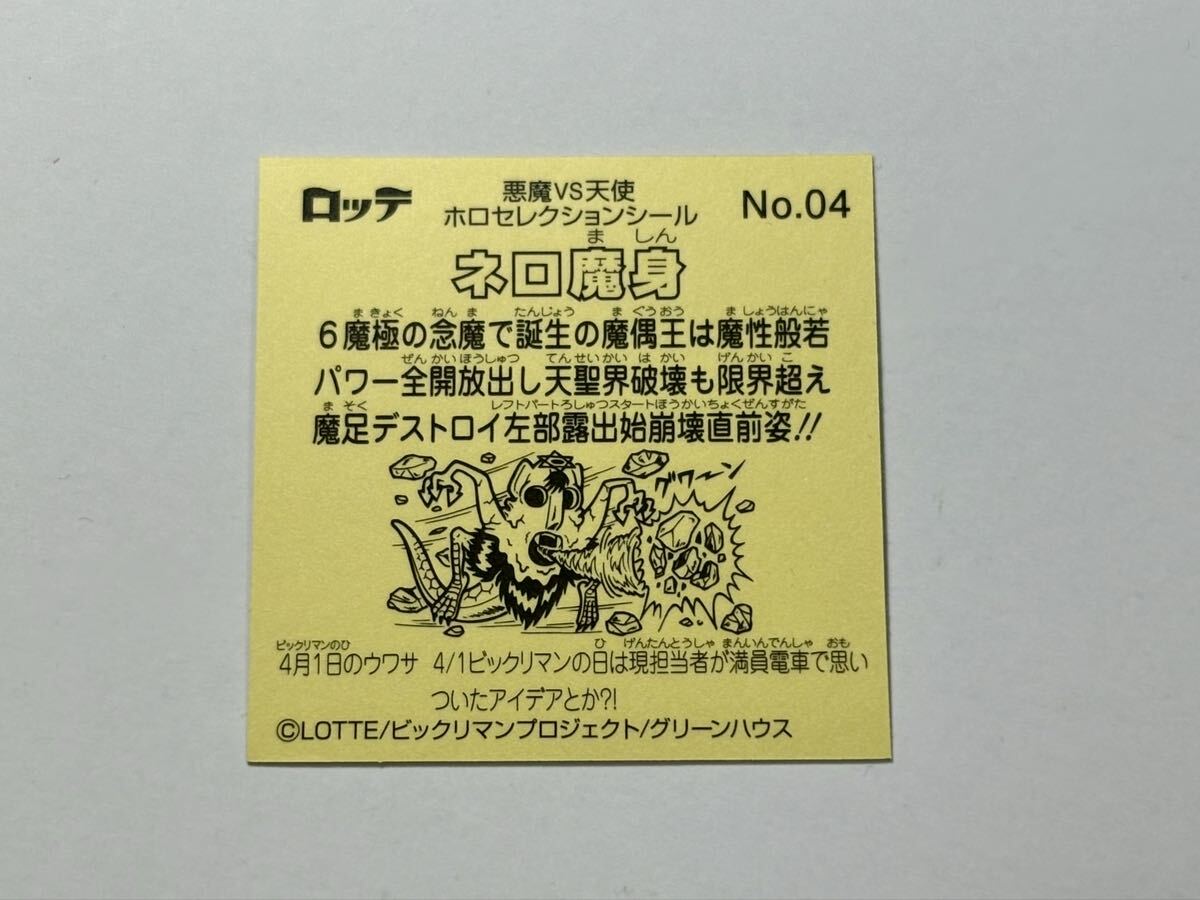 ロッテ 悪魔VS天使 No.04
ホロセレクションシール
ま しん
ネロ魔身
ま きょく ねん ま たんじょう ま ぐうおう ま しょうはんにゃ
6魔極の念魔で誕生の魔偶王は魔性般若
ぜん かい ほうしゅつ てん せい かい は かい げんかい こ
パワー全開放出し天聖界破壊も限界超え
ま そく レフトパートろしゅつスタートほうかいちょくぜんすがた
魔足デストロイ左部露出始崩壊直前姿!!
グワーン
ビックリマンのひ ひ げんたんとうしゃ まんいんでんしゃ おも
4月1日のウワサ 4/1ビックリマンの日は現担当者が満員電車で思い
ついたアイデアとか?!
©LOTTE/ビックリマンプロジェクト/グリーンハウス